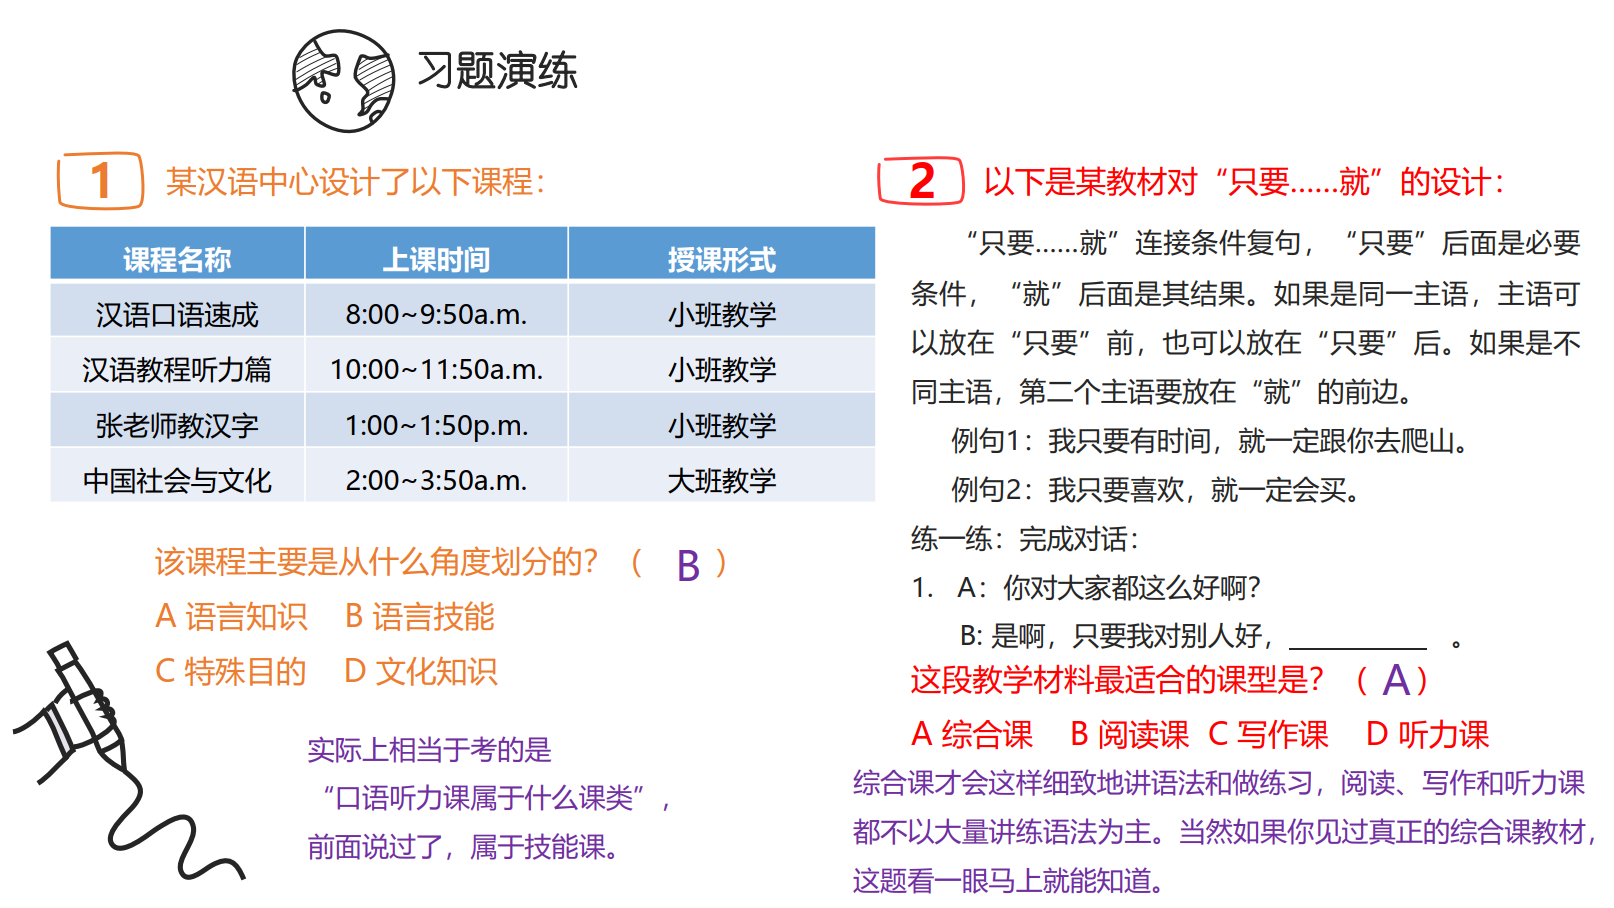 习题演练
1 某汉语中心设计了以下课程：
课程名称 上课时间 授课形式
汉语口语速成 8:00~9:50a.m. 小班教学
汉语教程听力篇 10:00~11:50a.m. 小班教学
张老师教汉字 1:00~1:50p.m. 小班教学
中国社会与文化 2:00~3:50a.m. 大班教学
该课程主要是从什么角度划分的？（ B ）
A 语言知识 B 语言技能
C 特殊目的 D 文化知识
实际上相当于考的是
“口语听力课属于什么课类”，
前面说过了，属于技能课。
2 以下是某教材对“只要……就”的设计：
“只要……就”连接条件复句，“只要”后面是必要
条件，“就”后面是其结果。如果是同一主语，主语可
以放在“只要”前，也可以放在“只要”后。如果是不
同主语，第二个主语要放在“就”的前边。
例句1：我只要有时间，就一定跟你去爬山。
例句2：我只要喜欢，就一定会买。
练一练：完成对话：
1. A：你对大家都这么好啊？
B: 是啊，只要我对别人好，__________ 。
这段教学材料最适合的课型是？（ A ）
A 综合课 B 阅读课 C 写作课 D 听力课
综合课才会这样细致地讲语法和做练习，阅读、写作和听力课
都不以大量讲练语法为主。当然如果你见过真正的综合课教材，
这题看一眼马上就能知道。